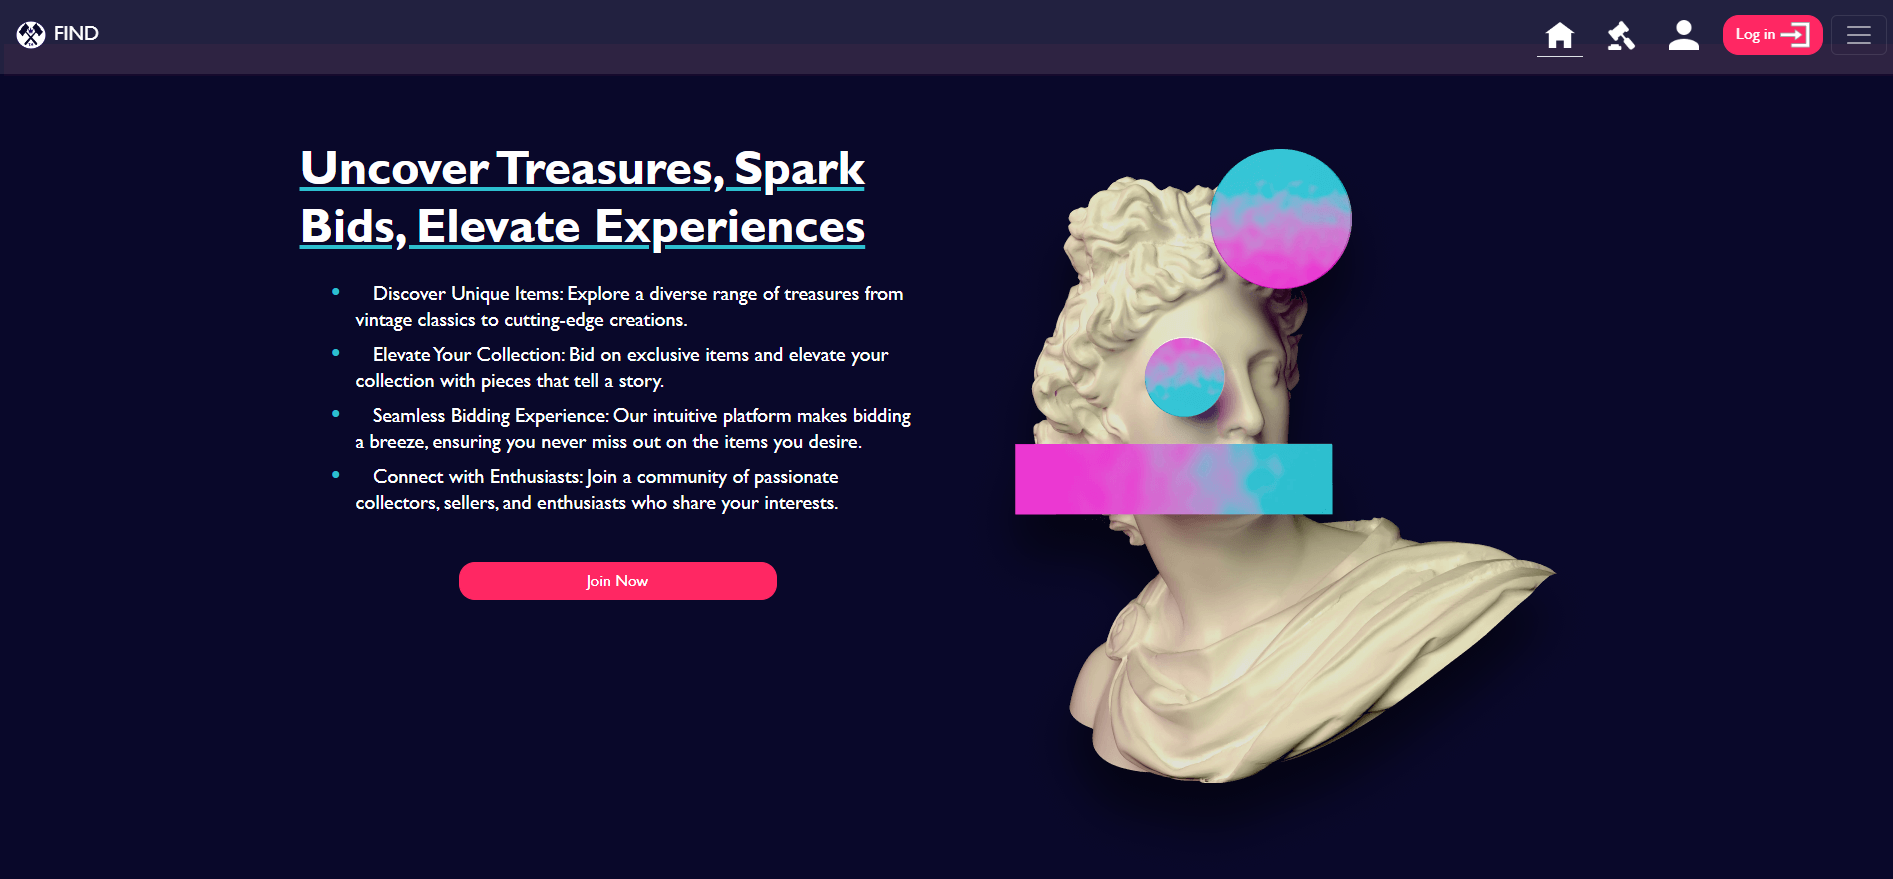 FIND
Log in
Uncover Treasures, Spark
Bids, Elevate Experiences
Discover Unique Items: Explore a diverse range of treasures from
vintage classics to cutting-edge creations.
Elevate Your Collection: Bid on exclusive items and elevate your
collection with pieces that tell a story.
Seamless Bidding Experience: Our intuitive platform makes bidding
a breeze, ensuring you never miss out on the items you desire.
Connect with Enthusiasts: Join a community of passionate
collectors, sellers, and enthusiasts who share your interests.
Join Now